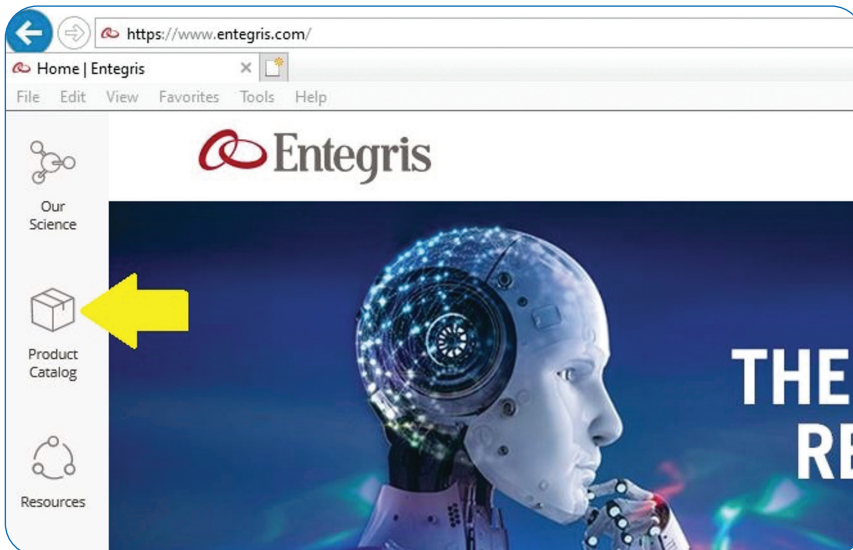 https://www.entegris.com/
Home | Entegris
File Edit View Favorites Tools Help
Entegris
Our
Science
Product
Catalog
Resources
THE
RE